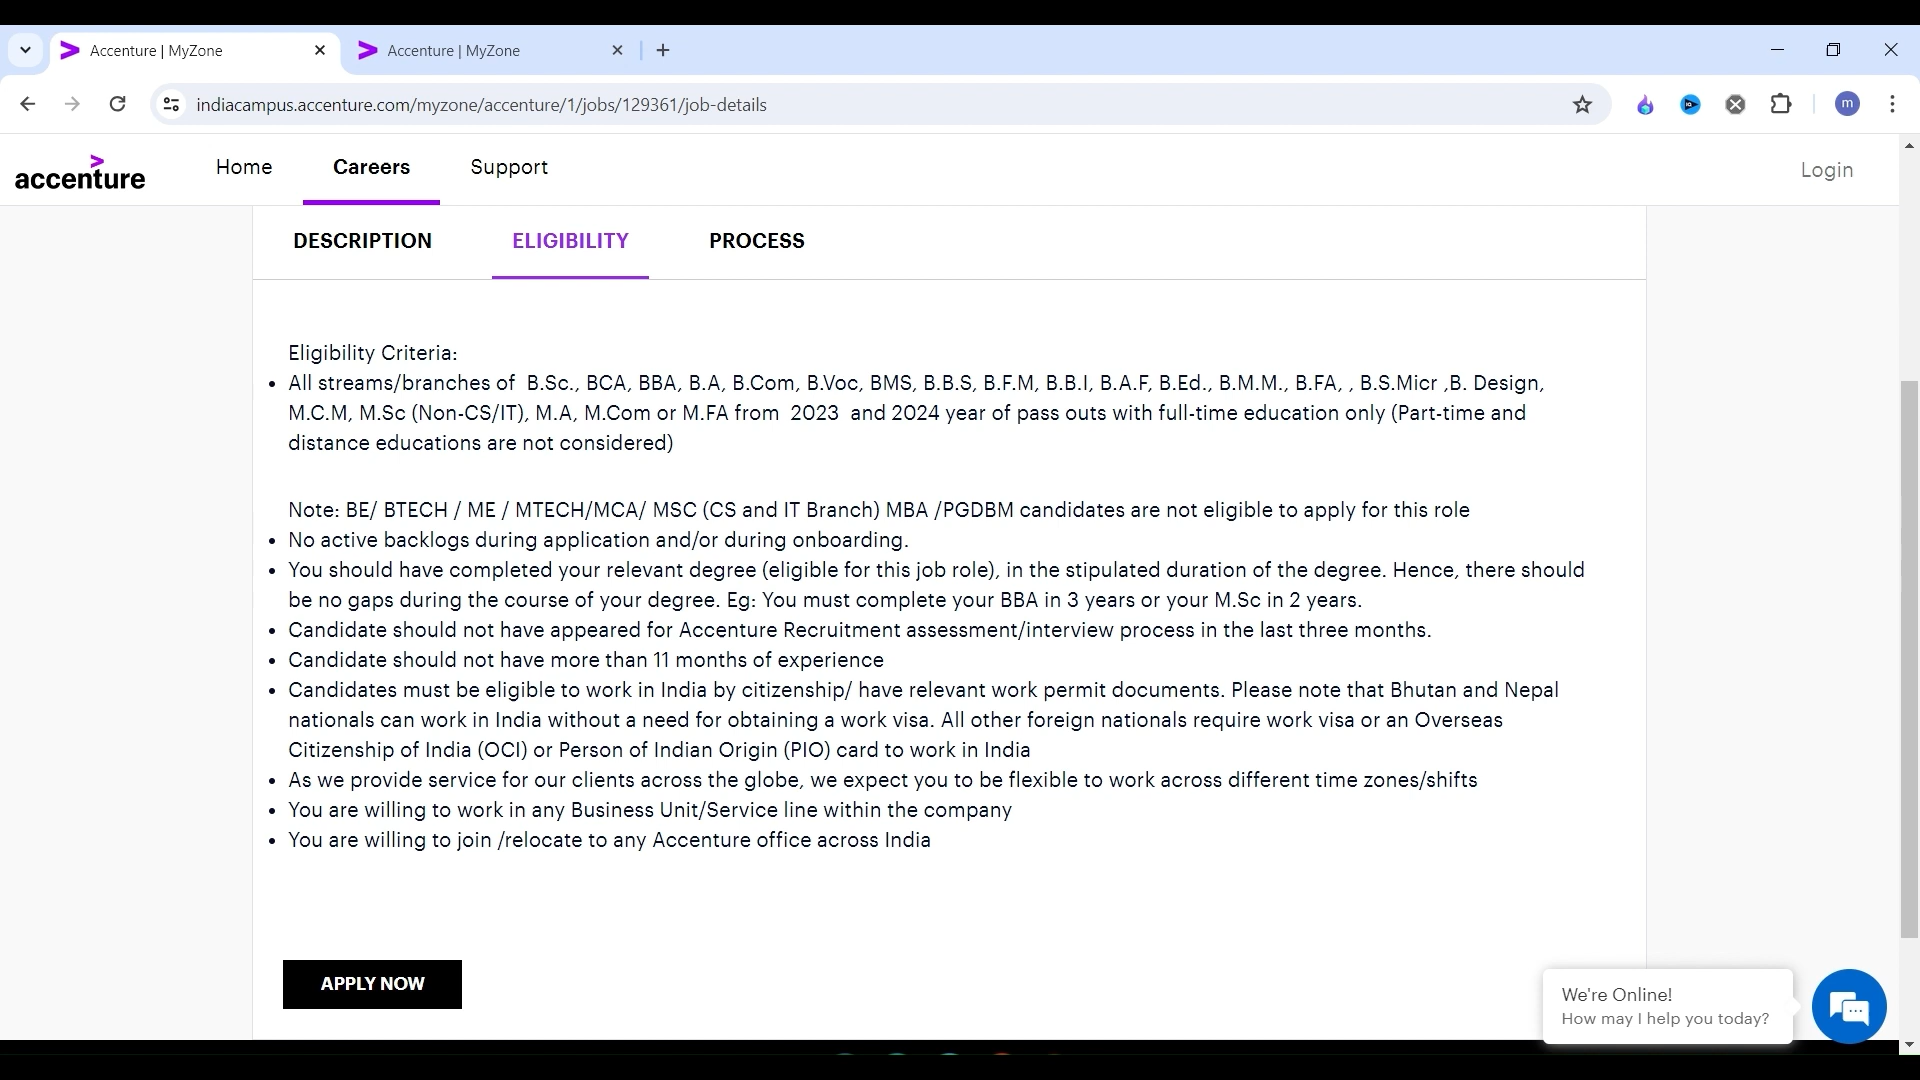 Accenture | MyZone
Accenture | MyZone
indiacampus.accenture.com/myzone/accenture/1/jobs/129361/job-details
m
accenture
Home
Careers
Support
Login
DESCRIPTION
ELIGIBILITY
PROCESS
Eligibility Criteria:
• All streams/branches of  B.Sc., BCA, BBA, B.A, B.Com, B.Voc, BMS, B.B.S, B.F.M, B.B.I, B.A.F, B.Ed., B.M.M., B.FA, , B.S.Micr ,B. Design,
M.C.M, M.Sc (Non-CS/IT), M.A, M.Com or M.FA from  2023  and 2024 year of pass outs with full-time education only (Part-time and
distance educations are not considered)
Note: BE/ BTECH / ME / MTECH/MCA/ MSC (CS and IT Branch) MBA /PGDBM candidates are not eligible to apply for this role
• No active backlogs during application and/or during onboarding.
• You should have completed your relevant degree (eligible for this job role), in the stipulated duration of the degree. Hence, there should
be no gaps during the course of your degree. Eg: You must complete your BBA in 3 years or your M.Sc in 2 years.
• Candidate should not have appeared for Accenture Recruitment assessment/interview process in the last three months.
• Candidate should not have more than 11 months of experience
• Candidates must be eligible to work in India by citizenship/ have relevant work permit documents. Please note that Bhutan and Nepal
nationals can work in India without a need for obtaining a work visa. All other foreign nationals require work visa or an Overseas
Citizenship of India (OCI) or Person of Indian Origin (PIO) card to work in India
• As we provide service for our clients across the globe, we expect you to be flexible to work across different time zones/shifts
• You are willing to work in any Business Unit/Service line within the company
• You are willing to join /relocate to any Accenture office across India
APPLY NOW
We're Online!
How may I help you today?